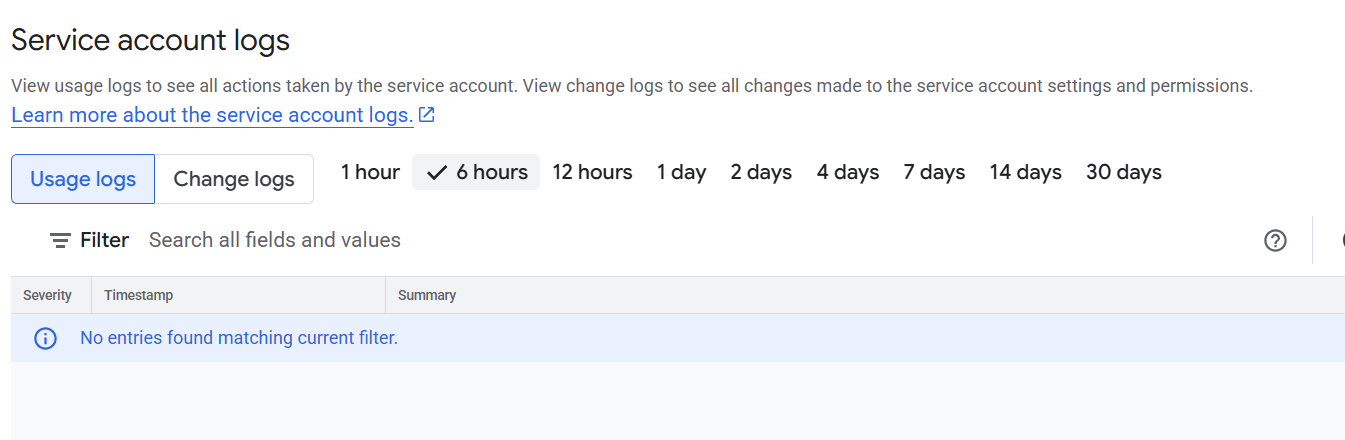 Service account logs
View usage logs to see all actions taken by the service account. View change logs to see all changes made to the service account settings and permissions.
Learn more about the service account logs.
Usage logs Change logs 1 hour 6 hours 12 hours 1 day 2 days 4 days 7 days 14 days 30 days
Filter Search all fields and values
Severity Timestamp Summary
No entries found matching current filter.